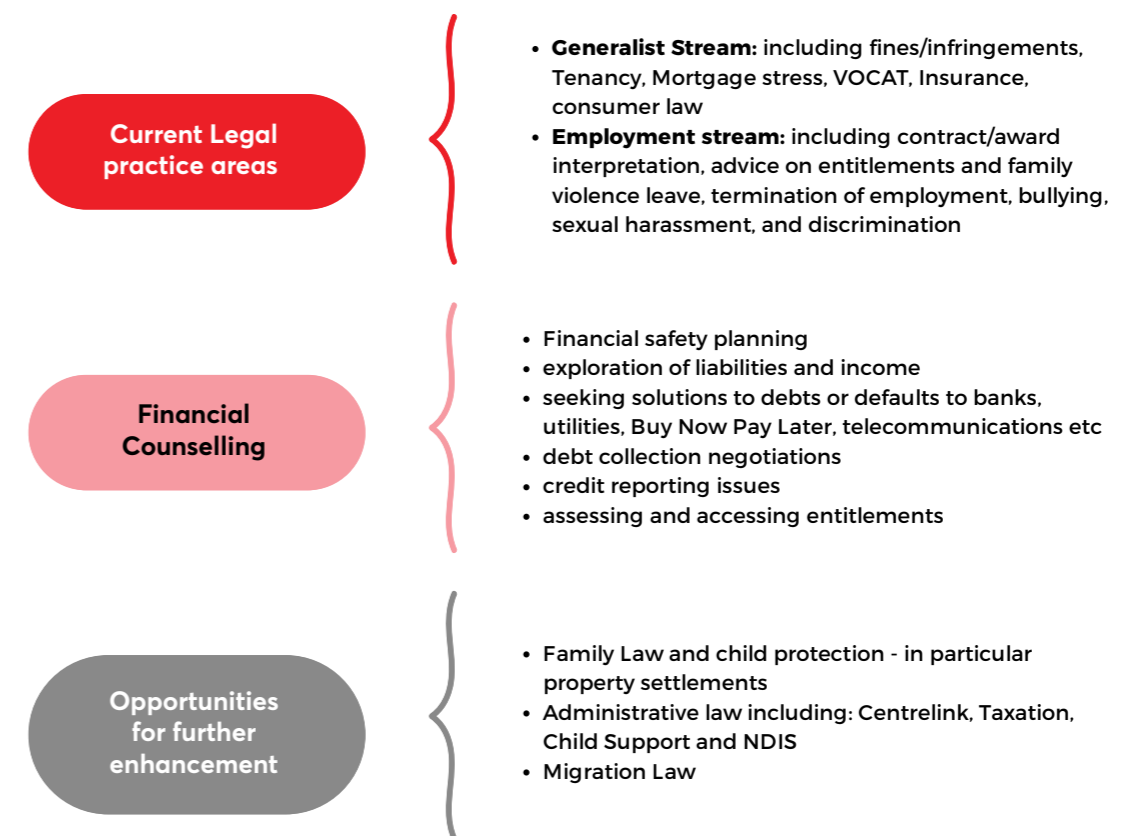 Current Legal
practice areas
• Generalist Stream: including fines/infringements,
Tenancy, Mortgage stress, VOCAT, Insurance,
consumer law
• Employment stream: including contract/award
interpretation, advice on entitlements and family
violence leave, termination of employment, bullying,
sexual harassment, and discrimination
Financial
Counselling
• Financial safety planning
• exploration of liabilities and income
• seeking solutions to debts or defaults to banks,
utilities, Buy Now Pay Later, telecommunications etc
• debt collection negotiations
• credit reporting issues
• assessing and accessing entitlements
Opportunities
for further
enhancement
• Family Law and child protection - in particular
property settlements
• Administrative law including: Centrelink, Taxation,
Child Support and NDIS
• Migration Law